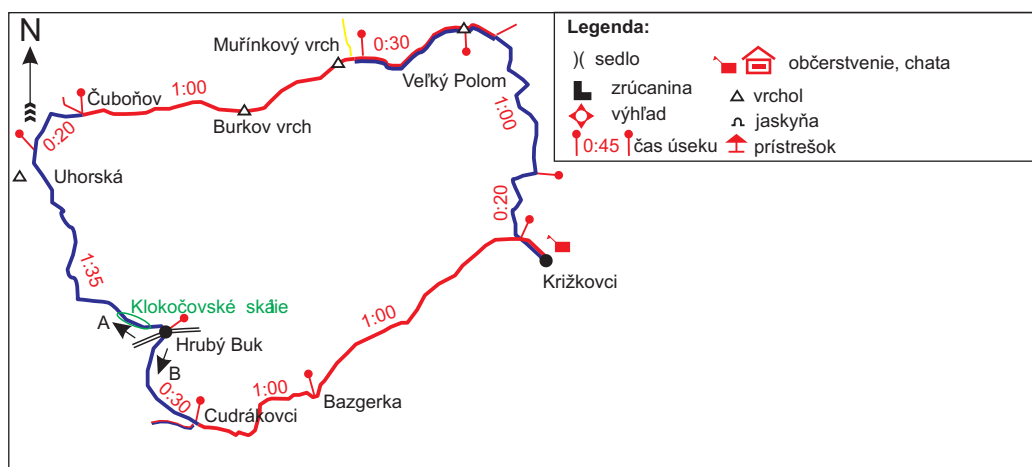 N
Muřínkový vrch
0:30
Veľký Polom
Čuboňov
1:00
Burkov vrch
0:20
Uhorská
1:00
0:20
Križkovci
1:35
Klokočovské skálie
A
Hrubý Buk
B
0:30
Cudrákovci
1:00
Bazgerka
1:00
Legenda:
)( sedlo
zrúcanina
výhľad
0:45 čas úseku
občerstvenie, chata
vrchol
jaskyňa
prístrešok